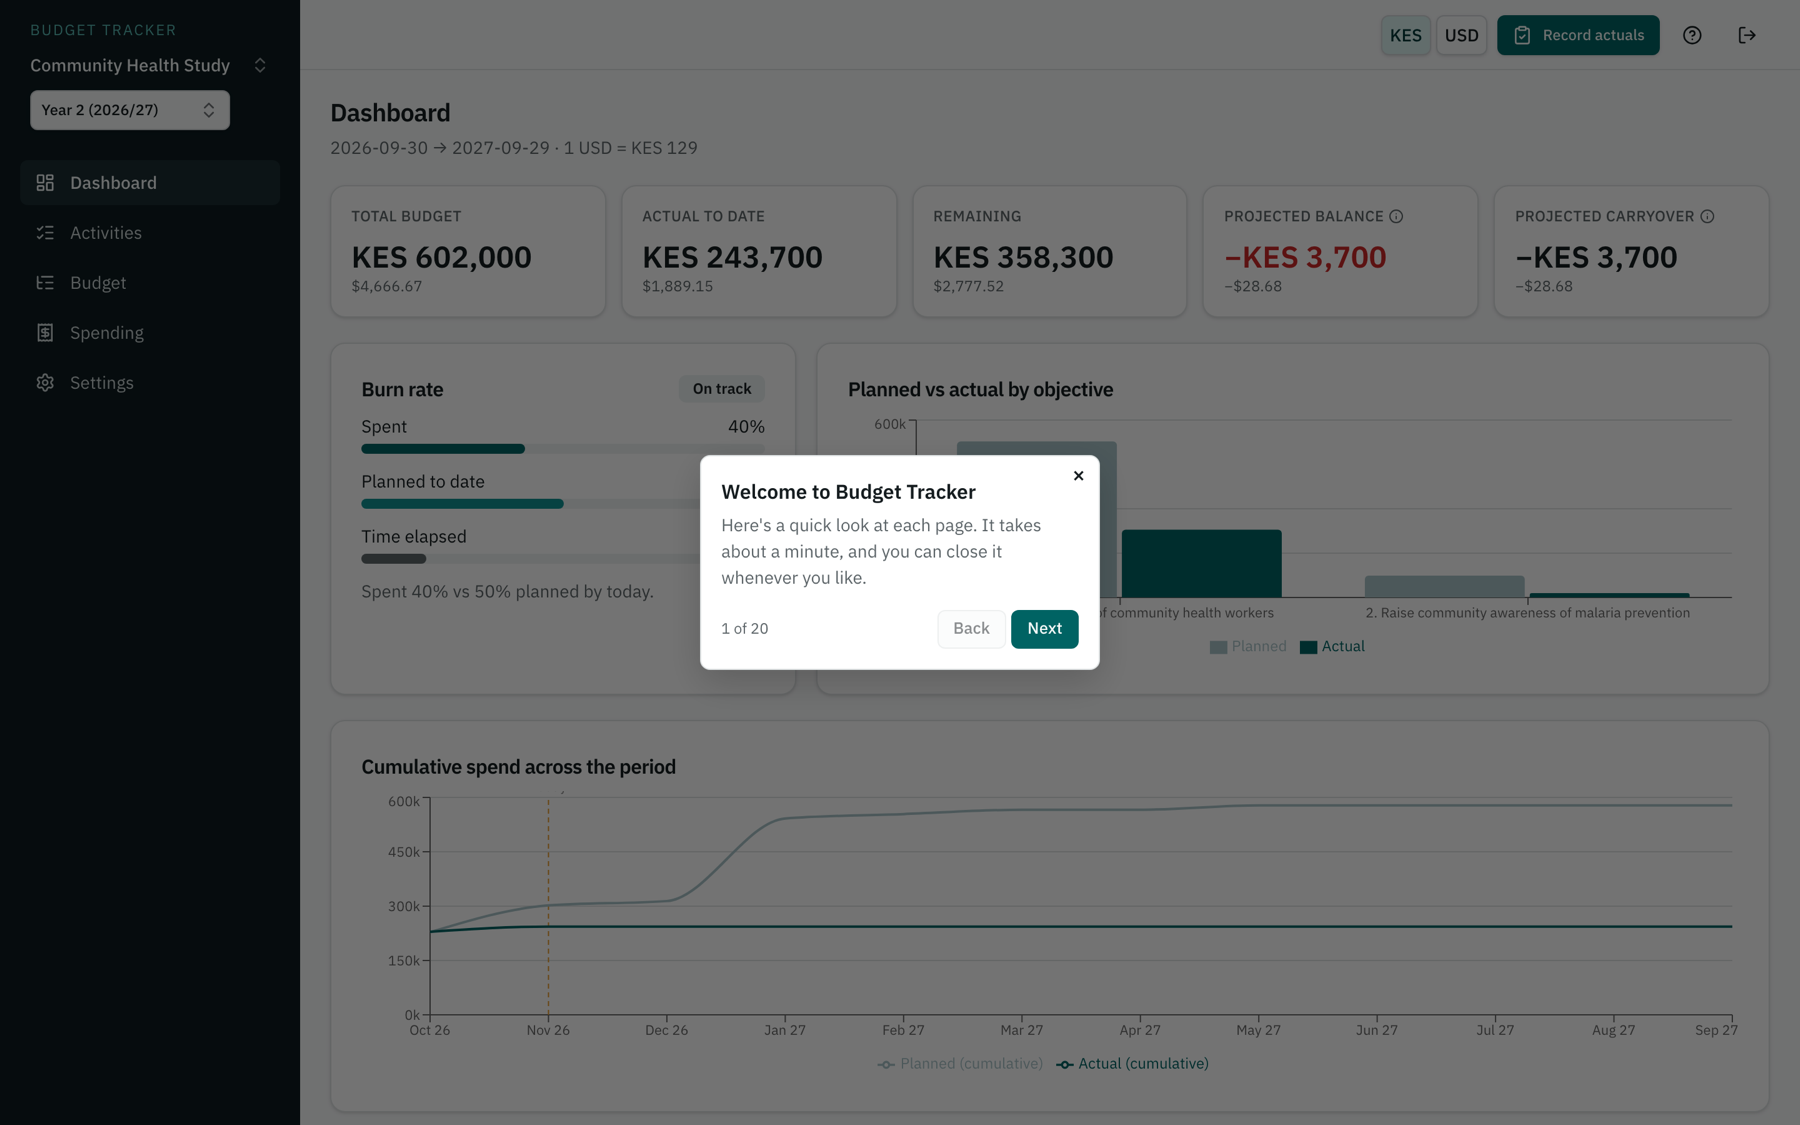 BUDGET TRACKER
Community Health Study
Year 2 (2026/27)
Dashboard
Activities
Budget
Spending
Settings
KES
USD
Record actuals
Dashboard
2026-09-30 → 2027-09-29 · 1 USD = KES 129
TOTAL BUDGET
KES 602,000
$4,666.67
ACTUAL TO DATE
KES 243,700
$1,889.15
REMAINING
KES 358,300
$2,777.52
PROJECTED BALANCE
−KES 3,700
−$28.68
PROJECTED CARRYOVER
−KES 3,700
−$28.68
Burn rate
On track
Spent
40%
Planned to date
Time elapsed
Spent 40% vs 50% planned by today.
Planned vs actual by objective
600k
of community health workers
2. Raise community awareness of malaria prevention
Planned
Actual
Welcome to Budget Tracker
Here's a quick look at each page. It takes
about a minute, and you can close it
whenever you like.
1 of 20
Back
Next
Cumulative spend across the period
600k
450k
300k
150k
0k
Oct 26
Nov 26
Dec 26
Jan 27
Feb 27
Mar 27
Apr 27
May 27
Jun 27
Jul 27
Aug 27
Sep 27
Planned (cumulative)
Actual (cumulative)